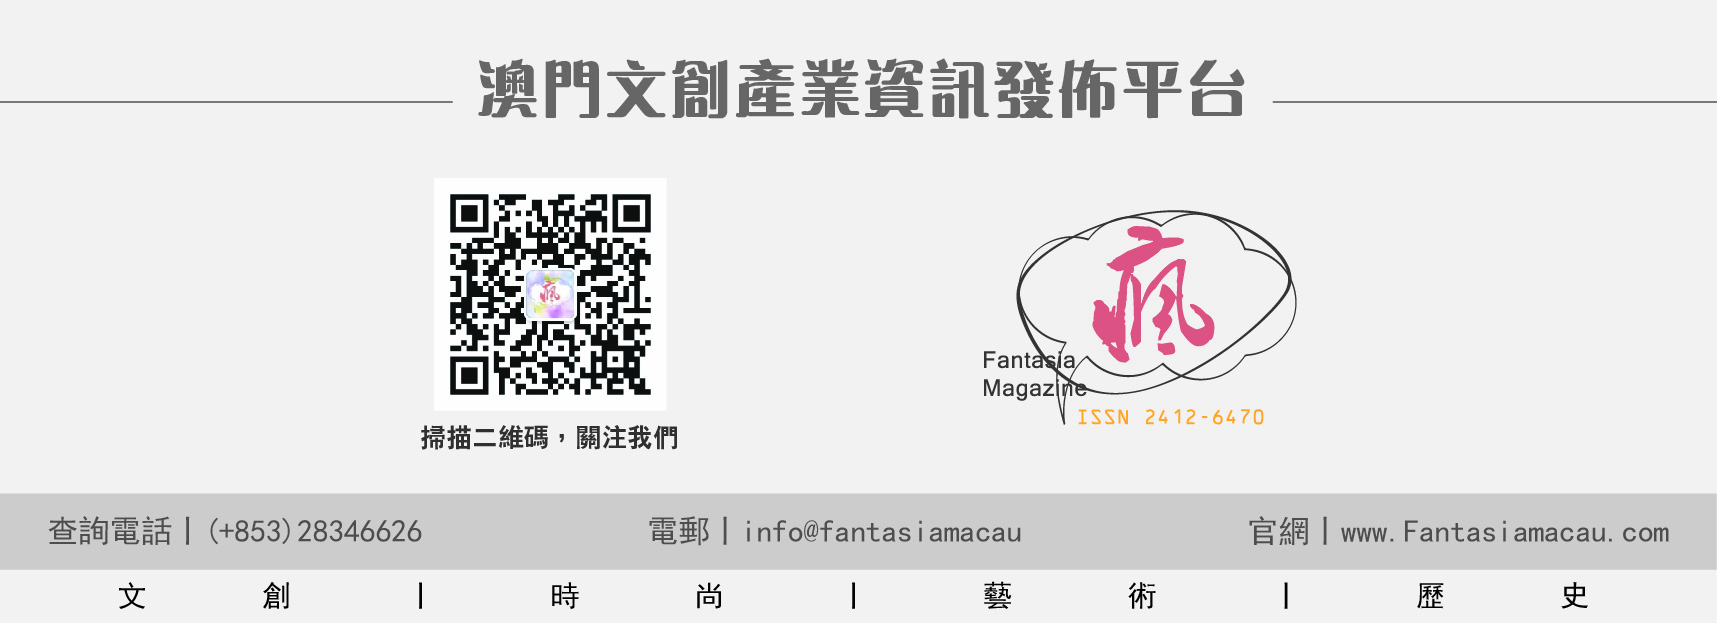 澳門文創產業資訊發佈平台
瘋
瘋
Fantasia
Magazine
ISSN 2412-6470
掃描二維碼，關注我們
查詢電話 | (+853)28346626 電郵 | info@fantasiamacau 官網 | www.Fantasiamacau.com
文 創 | 時 尚 | 藝 術 | 歷 史